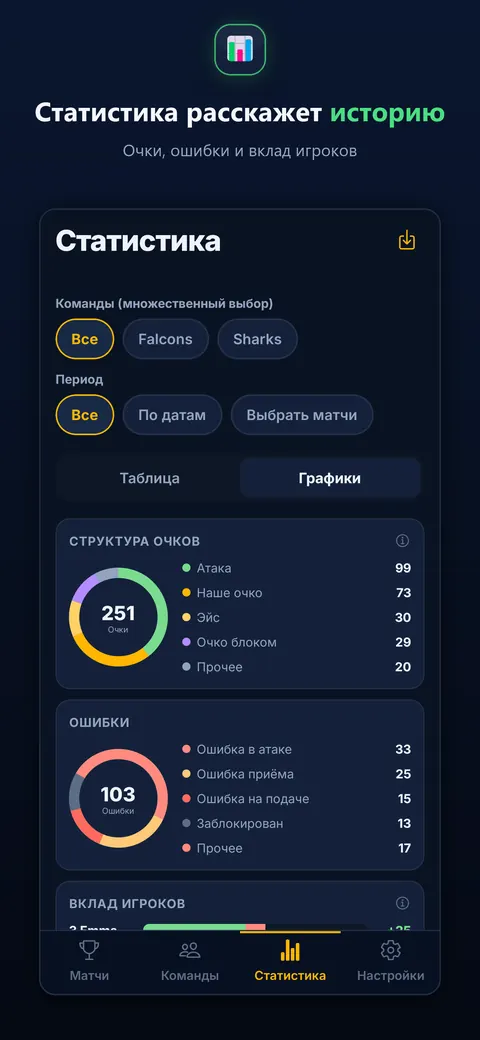 Статистика расскажет историю
Очки, ошибки и вклад игроков
Статистика
Команды (множественный выбор)
Все Falcons Sharks
Период
Все По датам Выбрать матчи
Таблица Графики
СТРУКТУРА ОЧКОВ
251
Очки
Атака 99
Наше очко 73
Эйс 30
Очко блоком 29
Прочее 20
ОШИБКИ
103
Ошибки
Ошибка в атаке 33
Ошибка приёма 25
Ошибка на подаче 15
Заблокирован 13
Прочее 17
ВКЛАД ИГРОКОВ
Матчи Команды Статистика Настройки